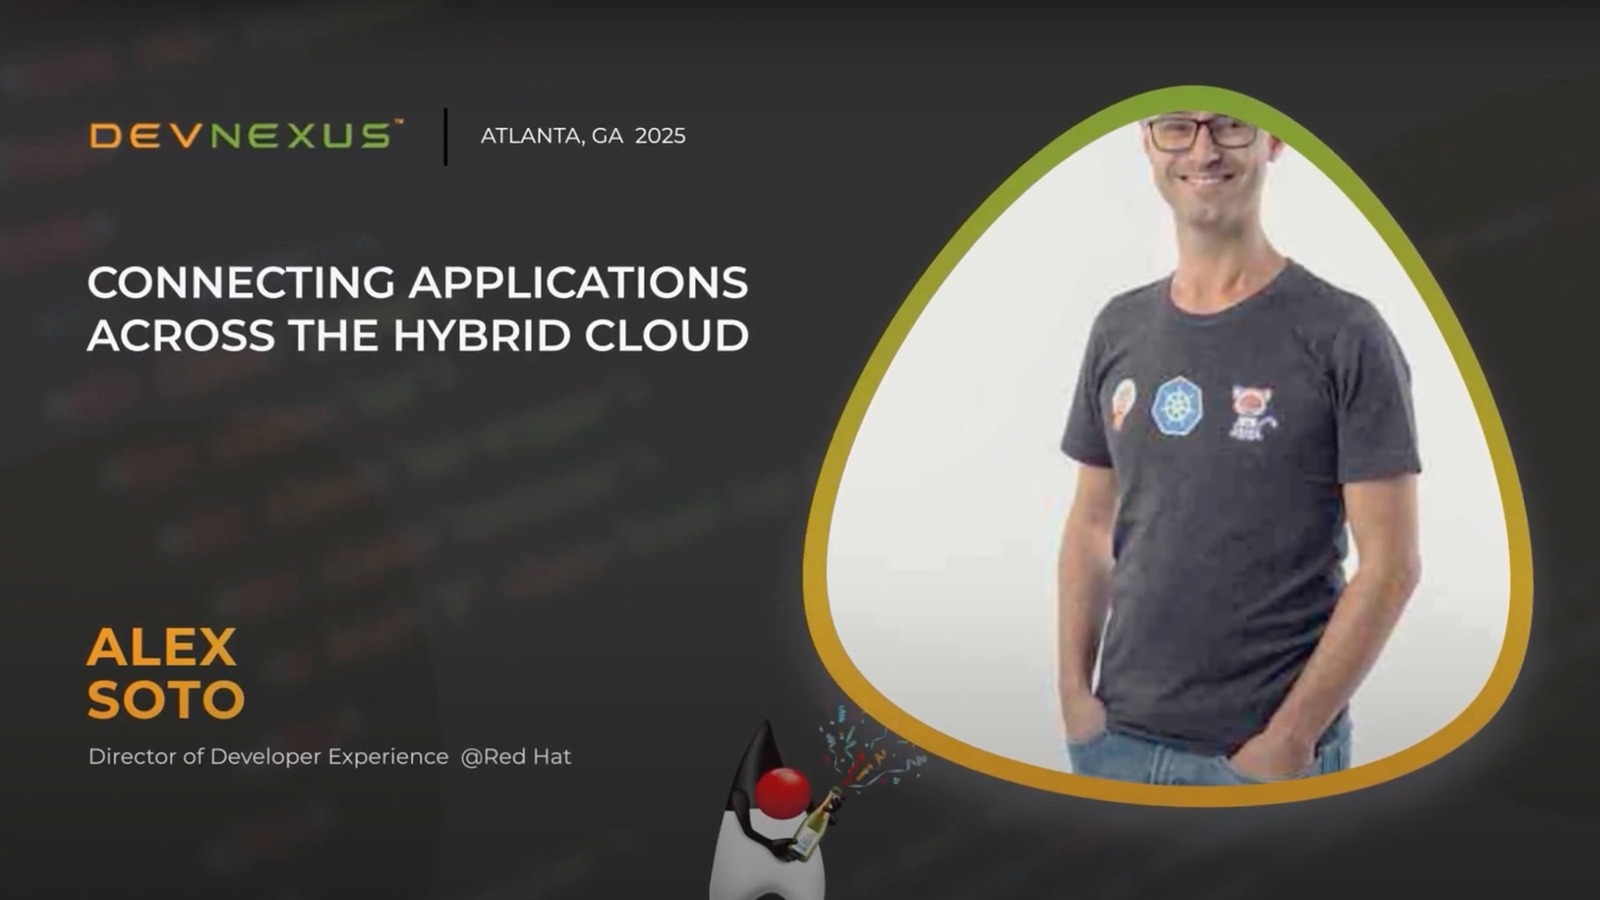 DEVNEXUS™
ATLANTA, GA 2025
CONNECTING APPLICATIONS
ACROSS THE HYBRID CLOUD
ALEX
SOTO
Director of Developer Experience @Red Hat